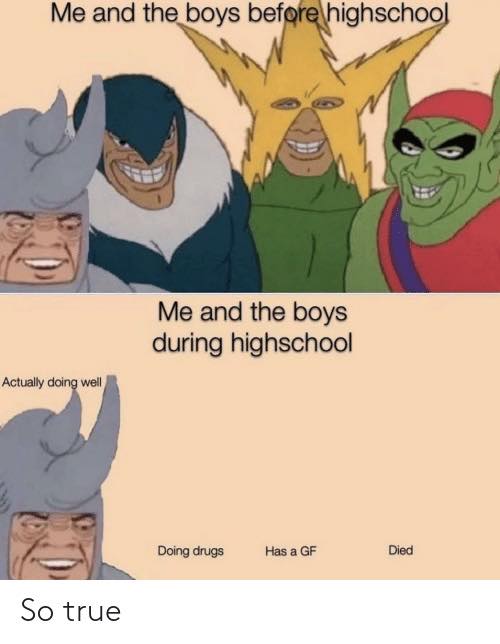 Me and the boys before highschool
Me and the boys
during highschool
Actually doing well
Doing drugs
Has a GF
Died
So true